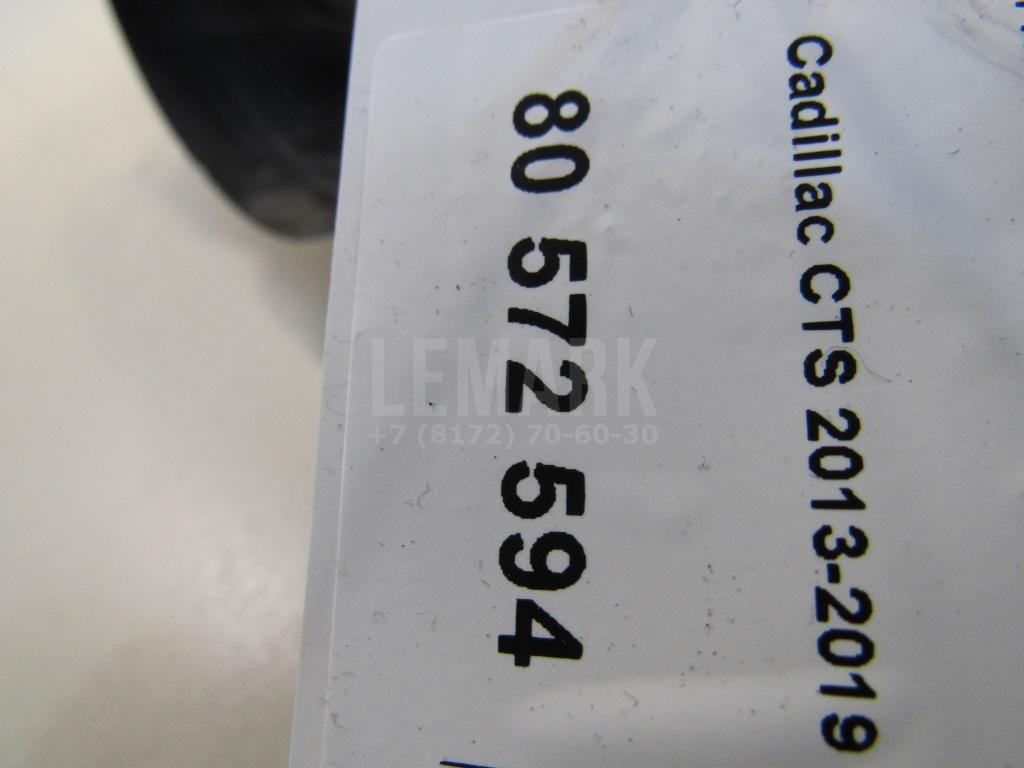 Cadillac CTS 2013-2019
80 572 594
LEMARK
+7 (8172) 70-60-30